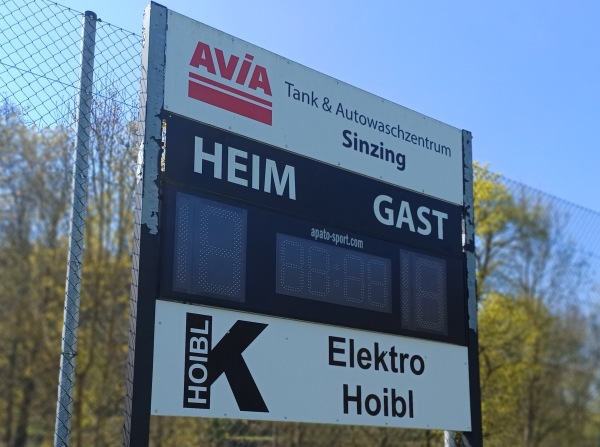 AVIA
Tank & Autowaschzentrum
Sinzing
HEIM
GAST
apato-sport.com
HOIBL
K
Elektro
Hoibl